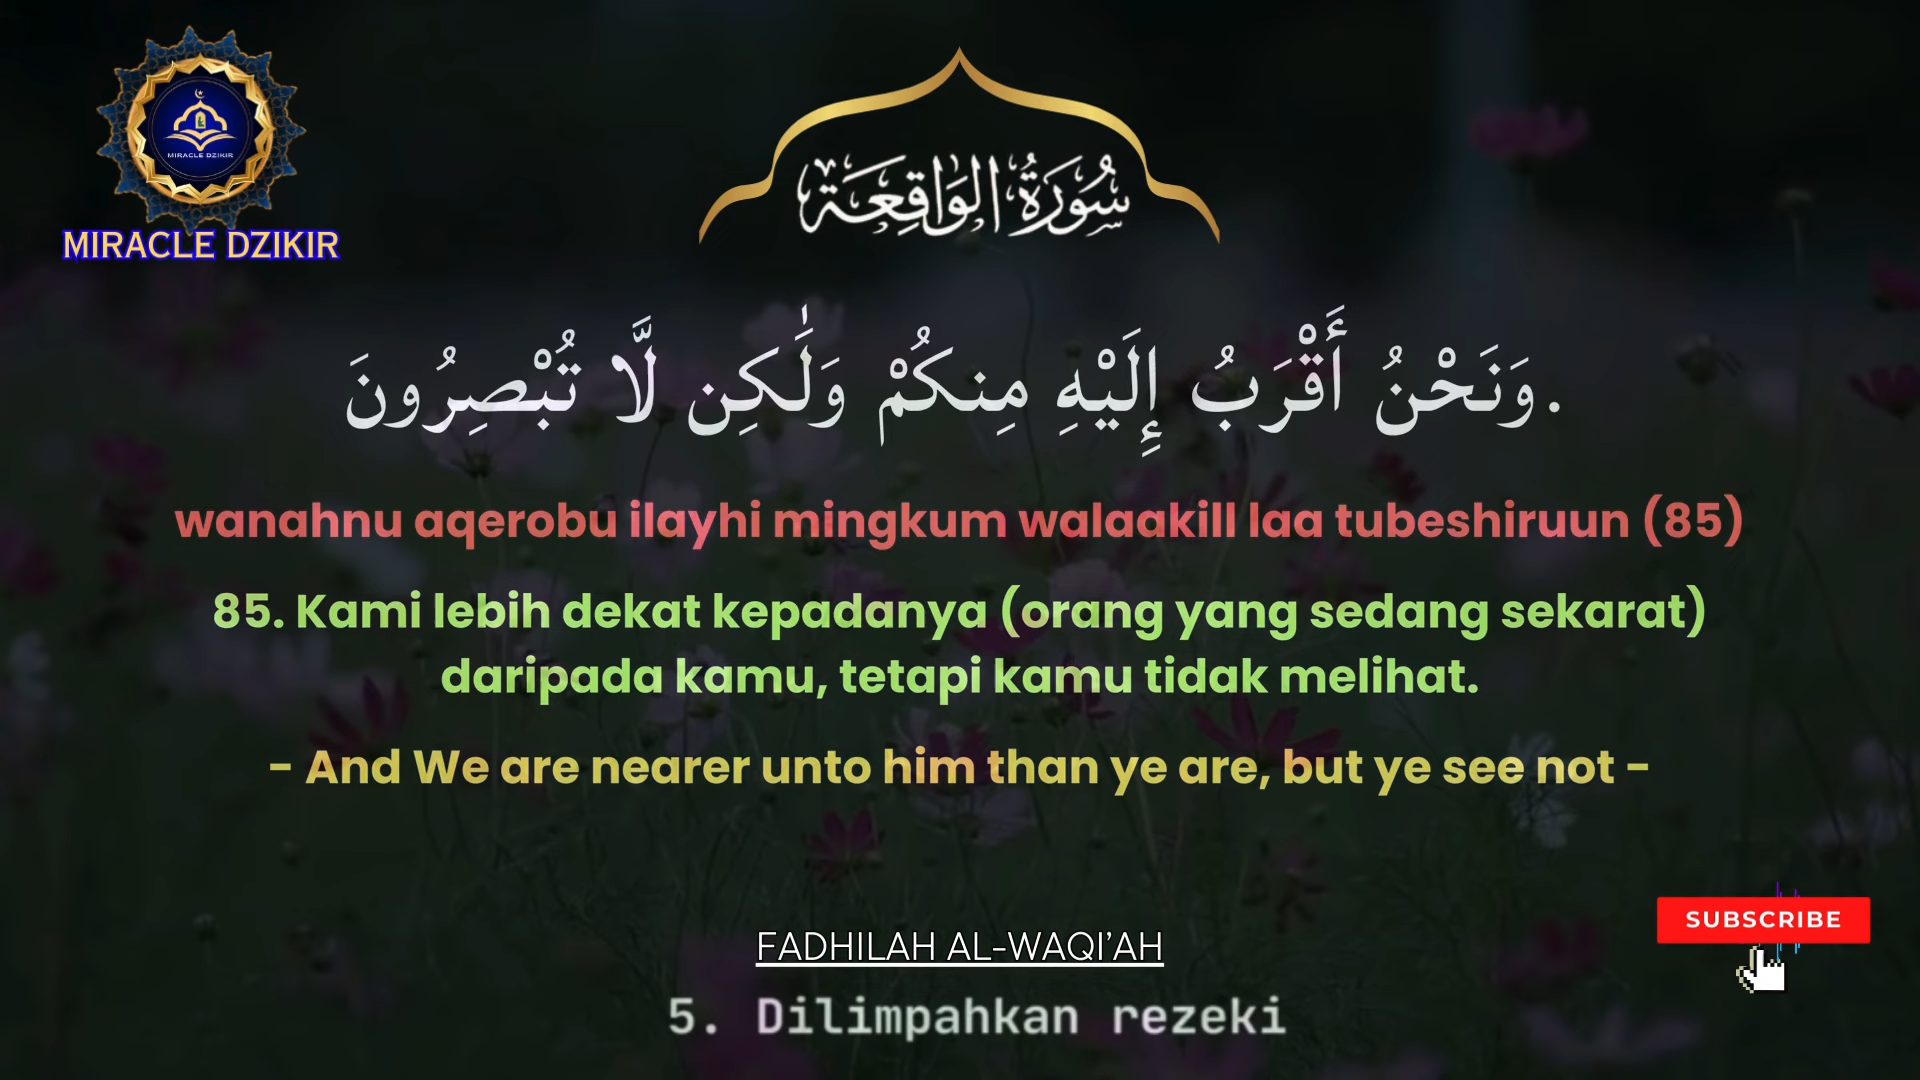 MIRACLE DZIKIR
MIRACLE DZIKIR
سُورَةُ الوَاقِعَة
وَنَحْنُ أَقْرَبُ إِلَيْهِ مِنكُمْ وَلَٰكِن لَّا تُبْصِرُونَ.
wanahnu aqerobu ilayhi mingkum walaakill laa tubeshiruun (85)
85. Kami lebih dekat kepadanya (orang yang sedang sekarat)
daripada kamu, tetapi kamu tidak melihat.
- And We are nearer unto him than ye are, but ye see not -
SUBSCRIBE
FADHILAH AL-WAQI'AH
5. Dilimpahkan rezeki